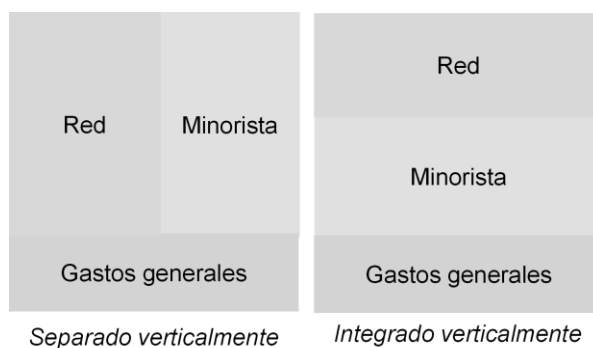 Red
Minorista
Gastos generales
Separado verticalmente
Red
Minorista
Gastos generales
Integrado verticalmente